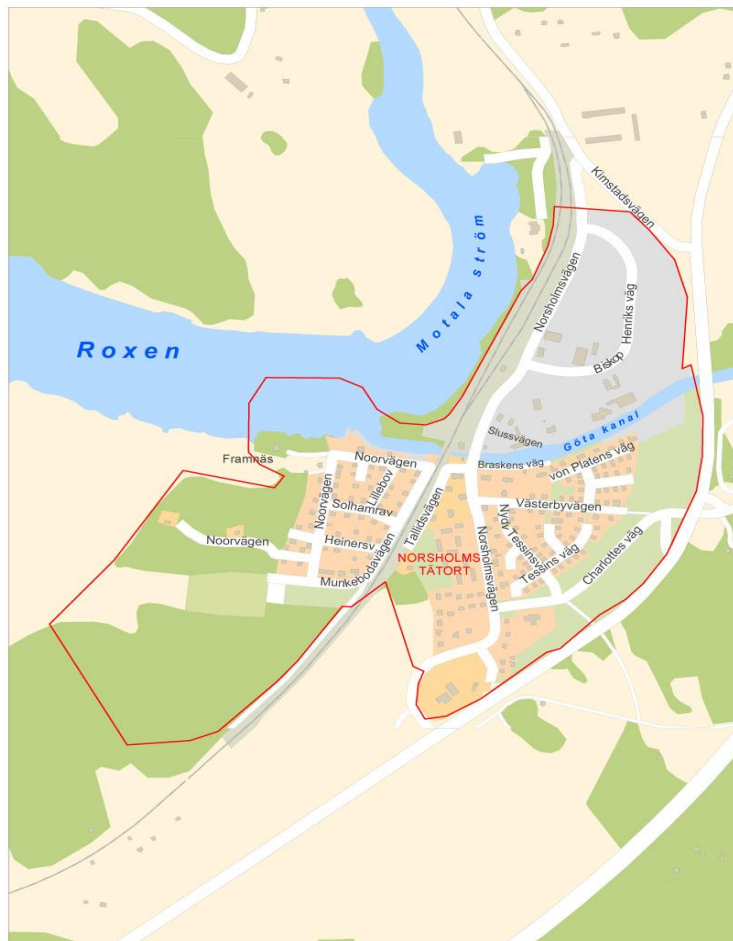 Kimstadsvägen
Motala ström
Norsholmsvägen
Henriks väg
Biskop
Roxen
Göta kanal
Slussvägen
Framnäs
Noorvägen
Braskens väg
von Platens väg
Lillebov
Noorvägen
Solhamrav
Tallidsvägen
Västerbyvägen
Noorvägen
Heinersv
Tessins v
NORSHOLMS
TÄTORT
Norsholmsvägen
Tessins väg
Charlottes väg
Munkebodavägen